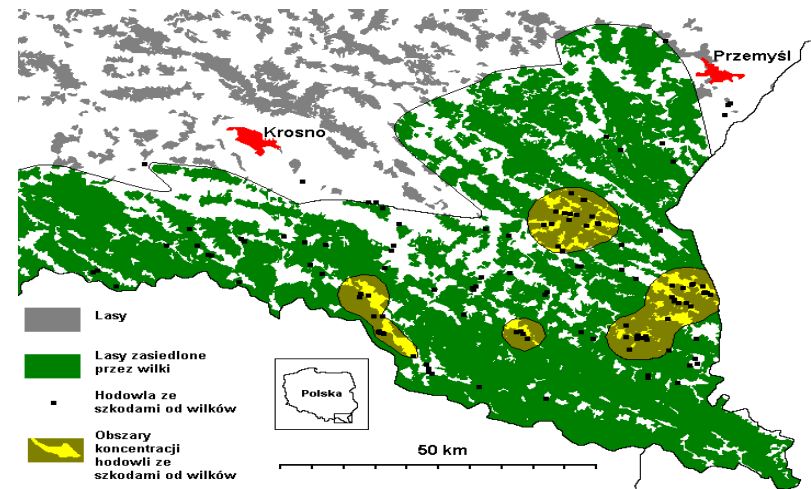 Przemyśl
Krosno
Lasy
Lasy zasiedlone
przez wilki
Hodowla ze
szkodami od wilków
Obszary
koncentracji
hodowli ze
szkodami od wilków
Polska
50 km